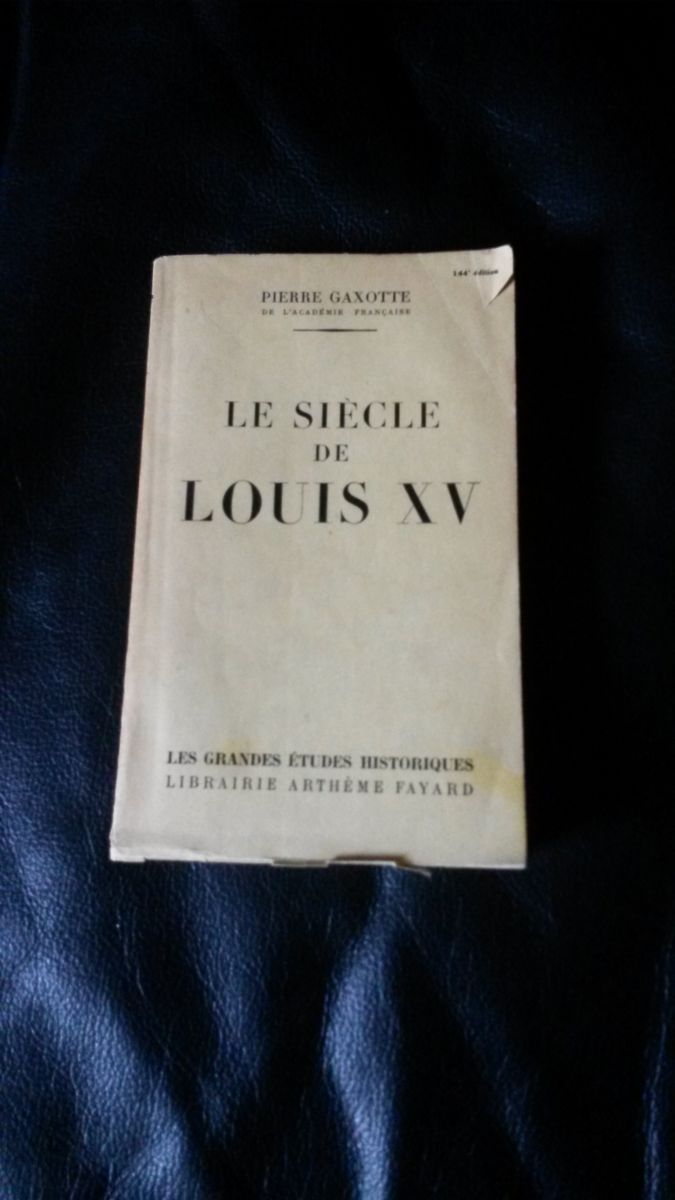 144e édition
PIERRE GAXOTTE
DE L'ACADÉMIE FRANÇAISE
LE SIÈCLE
DE
LOUIS XV
LES GRANDES ÉTUDES HISTORIQUES
LIBRAIRIE ARTHÈME FAYARD